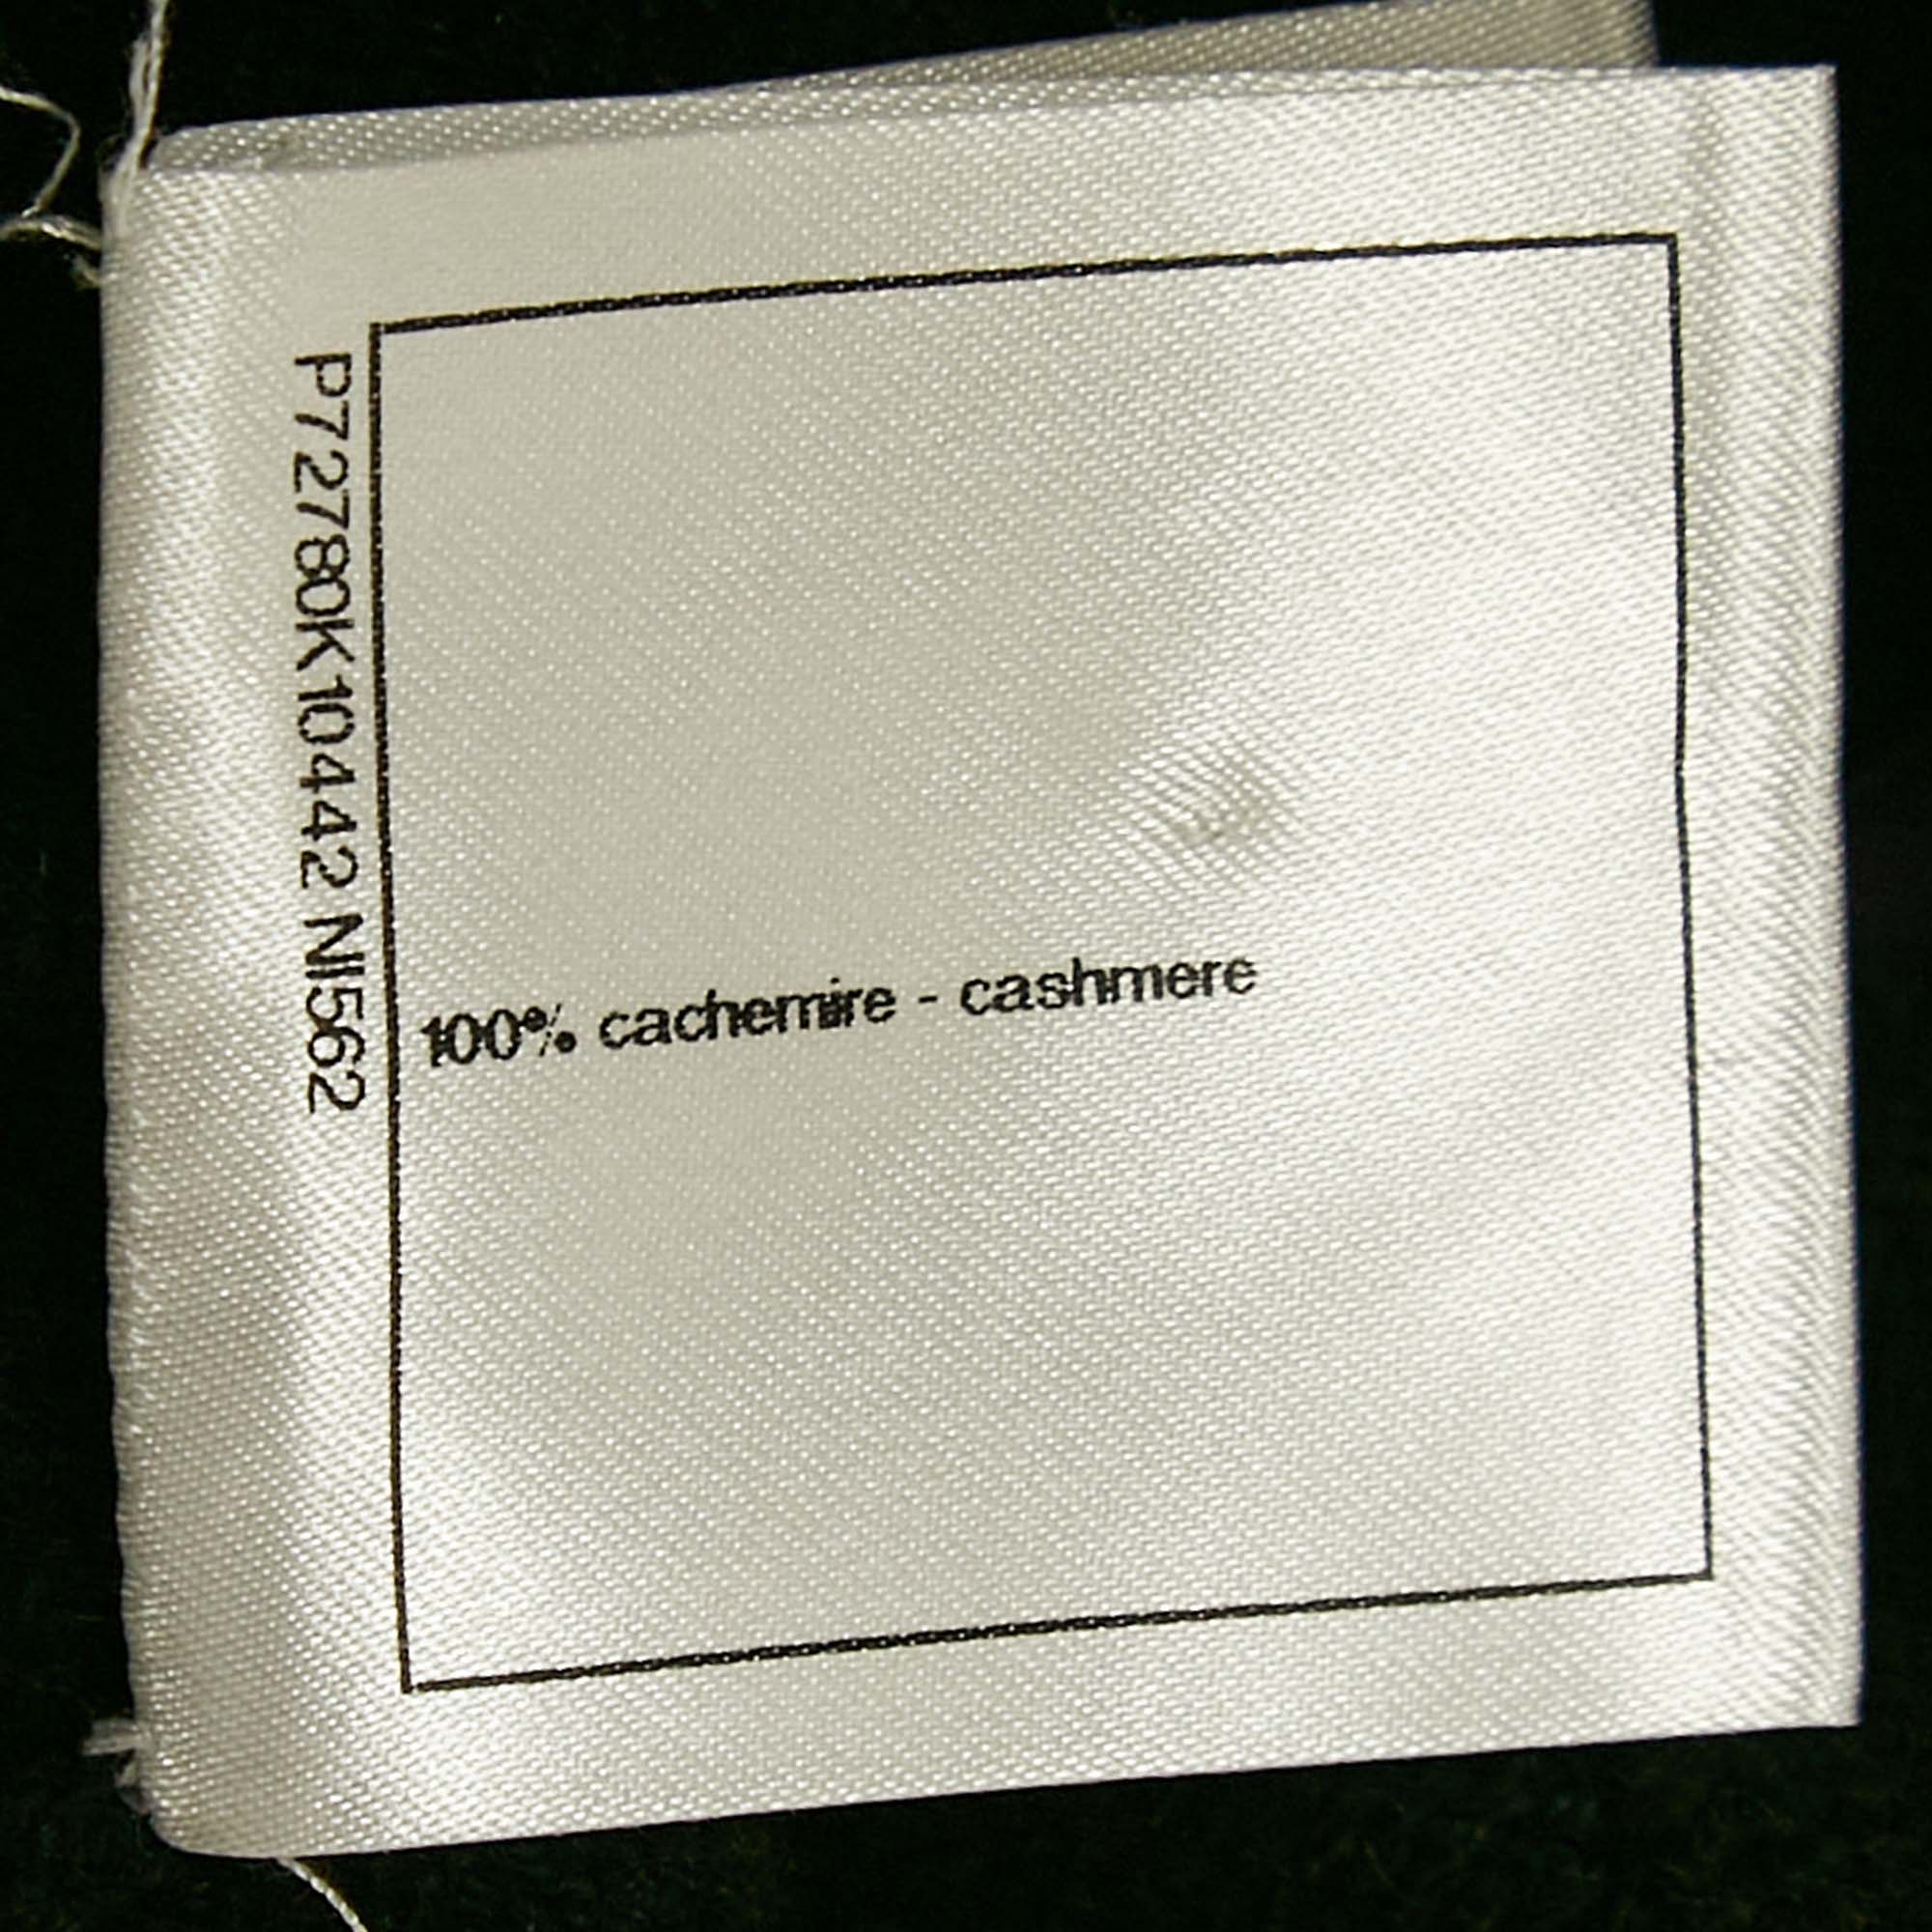 P72780K10442 NI562
100% cachemire - cashmere